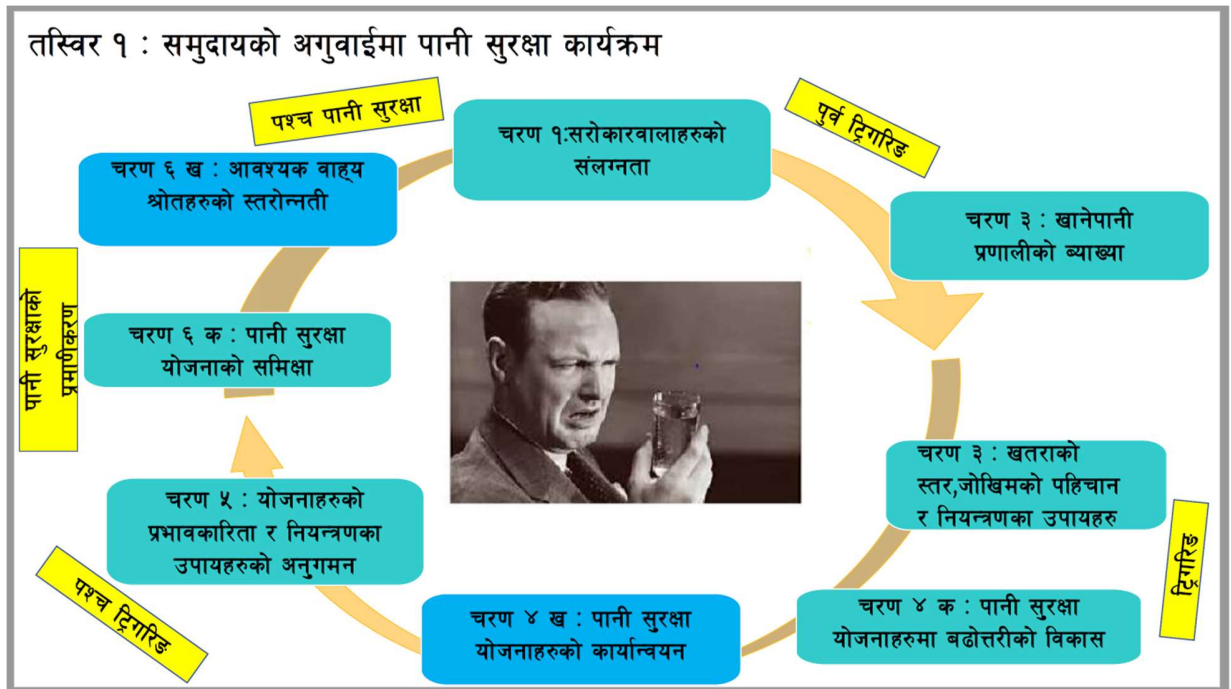 तस्विर १ : समुदायको अगुवाईमा पानी सुरक्षा कार्यक्रम
पश्च पानी सुरक्षा
चरण १:सरोकारवालाहरुको
संलग्नता
पुर्व ट्रिगरिङ
चरण ३ : खानेपानी
प्रणालीको ब्याख्या
चरण ३ : खतराको
स्तर,जोखिमको पहिचान
र नियन्त्रणका उपायहरु
ट्रिगरिङ
चरण ४ क : पानी सुरक्षा
योजनाहरुमा बढोत्तरीको विकास
चरण ४ ख : पानी सुरक्षा
योजनाहरुको कार्यान्वयन
पश्च ट्रिगरिङ
चरण ५ : योजनाहरुको
प्रभावकारिता र नियन्त्रणका
उपायहरुको अनुगमन
चरण ६ क : पानी सुरक्षा
योजनाको समिक्षा
पानी सुरक्षाको
प्रमाणिकरण
चरण ६ ख : आवश्यक वाह्य
श्रोतहरुको स्तरोन्नती